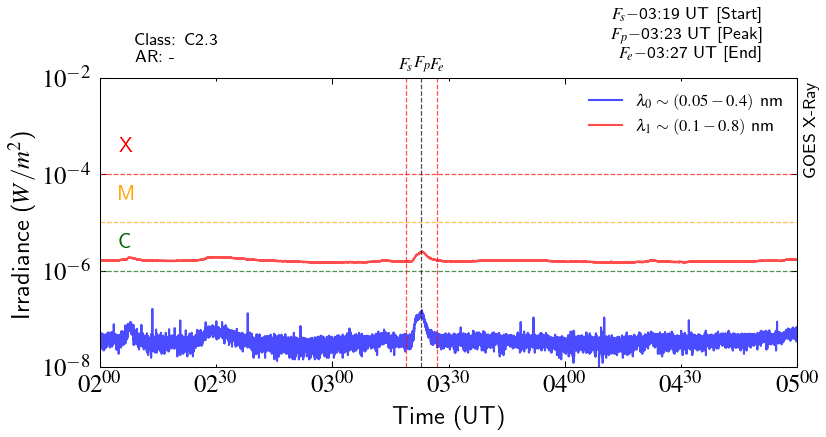 F_s−03:19 UT [Start]
Class: C2.3
F_p−03:23 UT [Peak]
AR: -
F_e−03:27 UT [End]
F_s F_p F_e
10^−2
λ_0 ∼ (0.05 − 0.4) nm
λ_1 ∼ (0.1 − 0.8) nm
GOES X-Ray
X
10^−4
M
C
10^−6
10^−8
Irradiance (W/m^2)
02^00 02^30 03^00 03^30 04^00 04^30 05^00
Time (UT)